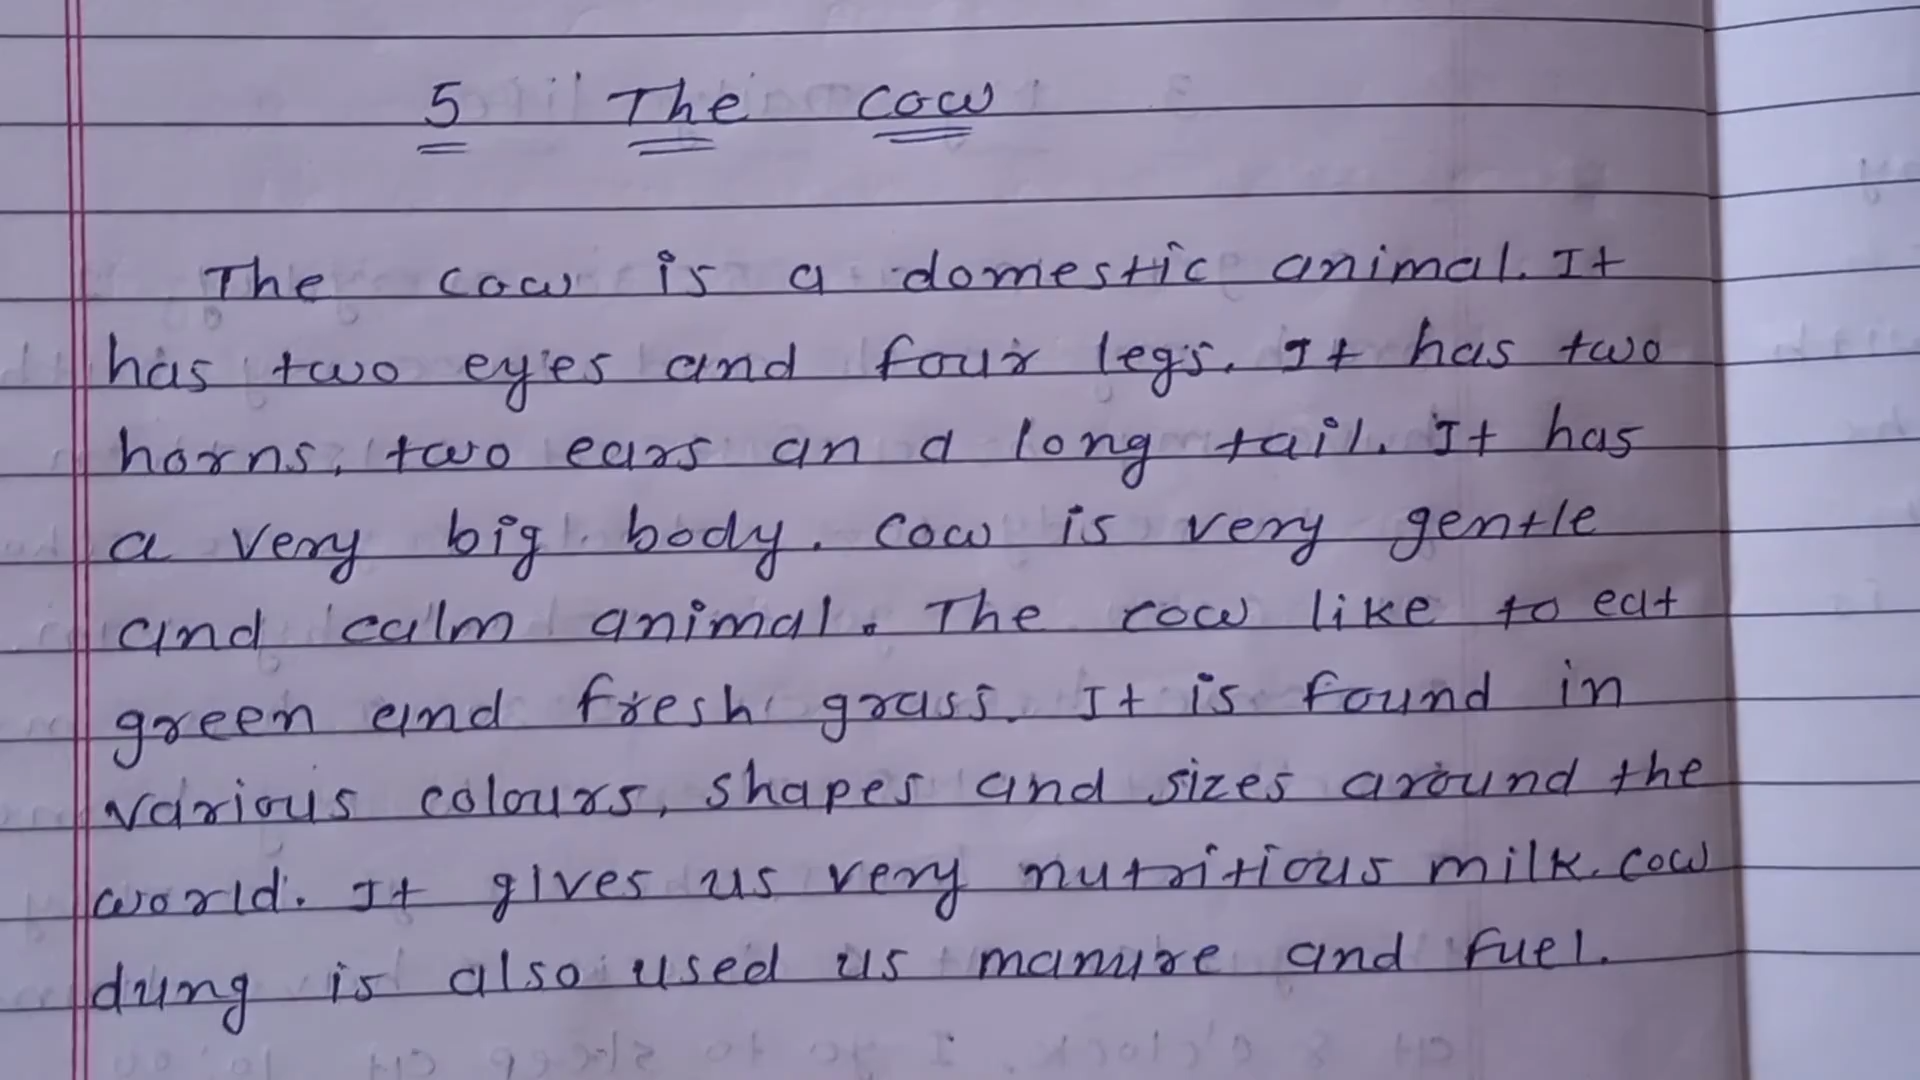 5 The cow
The cow is a domestic animal. It
has two eyes and four legs. It has two
horns, two ears an d long tail. It has
a very big body. Cow is very gentle
and calm animal. The cow like to eat
green and fresh grass. It is found in
various colours, shapes and sizes around the
world. It gives us very nutritious milk. Cow
dung is also used us manure and fuel.